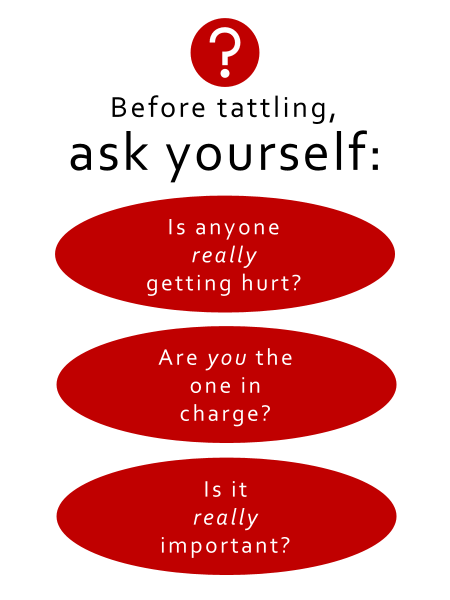 ?
Before tattling,
ask yourself:
Is anyone
really
getting hurt?
Are you the
one in
charge?
Is it
really
important?